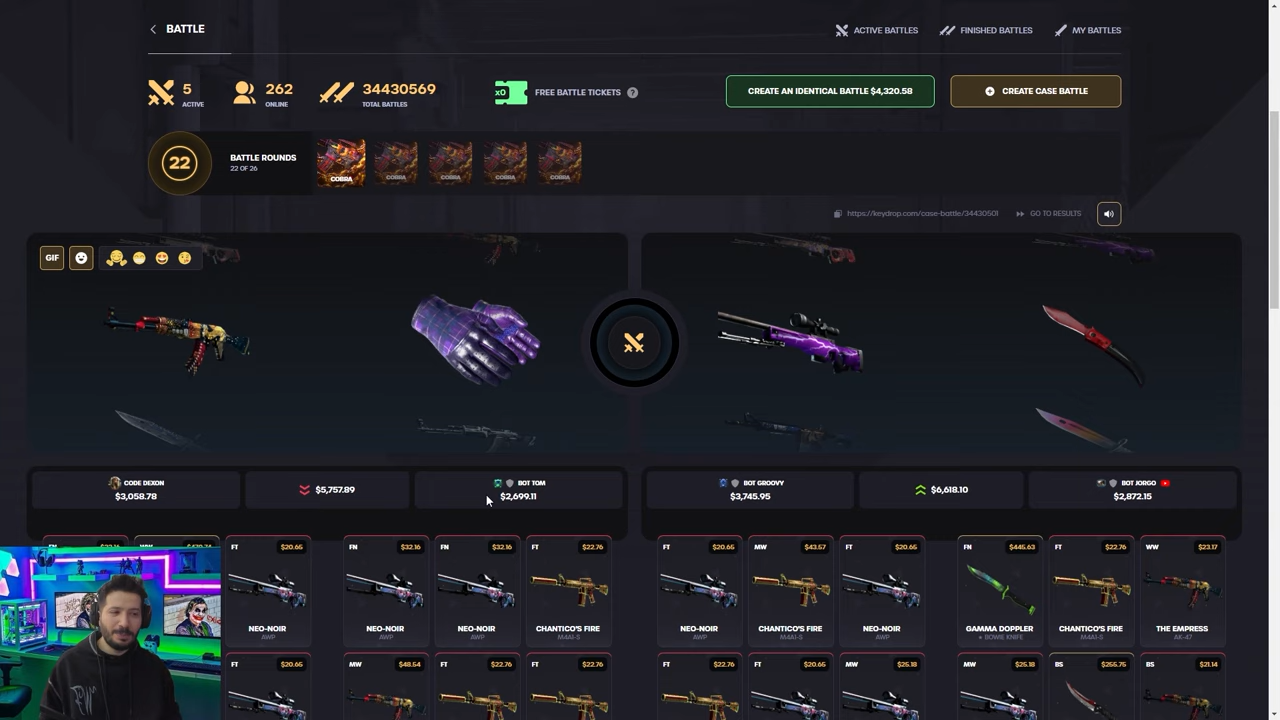 BATTLE
ACTIVE BATTLES
FINISHED BATTLES
MY BATTLES
5
ACTIVE
262
ONLINE
34430569
TOTAL BATTLES
x0
FREE BATTLE TICKETS ?
CREATE AN IDENTICAL BATTLE $4,320.58
CREATE CASE BATTLE
22
BATTLE ROUNDS
22 OF 26
COBRA
COBRA
COBRA
COBRA
COBRA
https://keydrop.com/case-battle/34430501
GO TO RESULTS
GIF
CODE DEXON
$3,058.78
$5,757.89
BOT TOM
$2,699.11
BOT GROOVY
$3,745.95
$6,618.10
BOT JORGO
$2,872.15
FT $20.65
FN $32.16
FN $32.16
FT $22.76
FT $20.65
MW $43.57
FT $20.65
FN $445.63
FT $22.76
WW $23.17
NEO-NOIR
AWP
NEO-NOIR
AWP
NEO-NOIR
AWP
CHANTICO'S FIRE
M4A1-S
NEO-NOIR
AWP
CHANTICO'S FIRE
M4A1-S
NEO-NOIR
AWP
GAMMA DOPPLER
★ BOWIE KNIFE
CHANTICO'S FIRE
M4A1-S
THE EMPRESS
AK-47
FT $20.65
MW $48.54
FT $22.76
FT $22.76
FT $22.76
FT $20.65
MW $25.18
MW $25.18
BS $255.75
BS $21.14